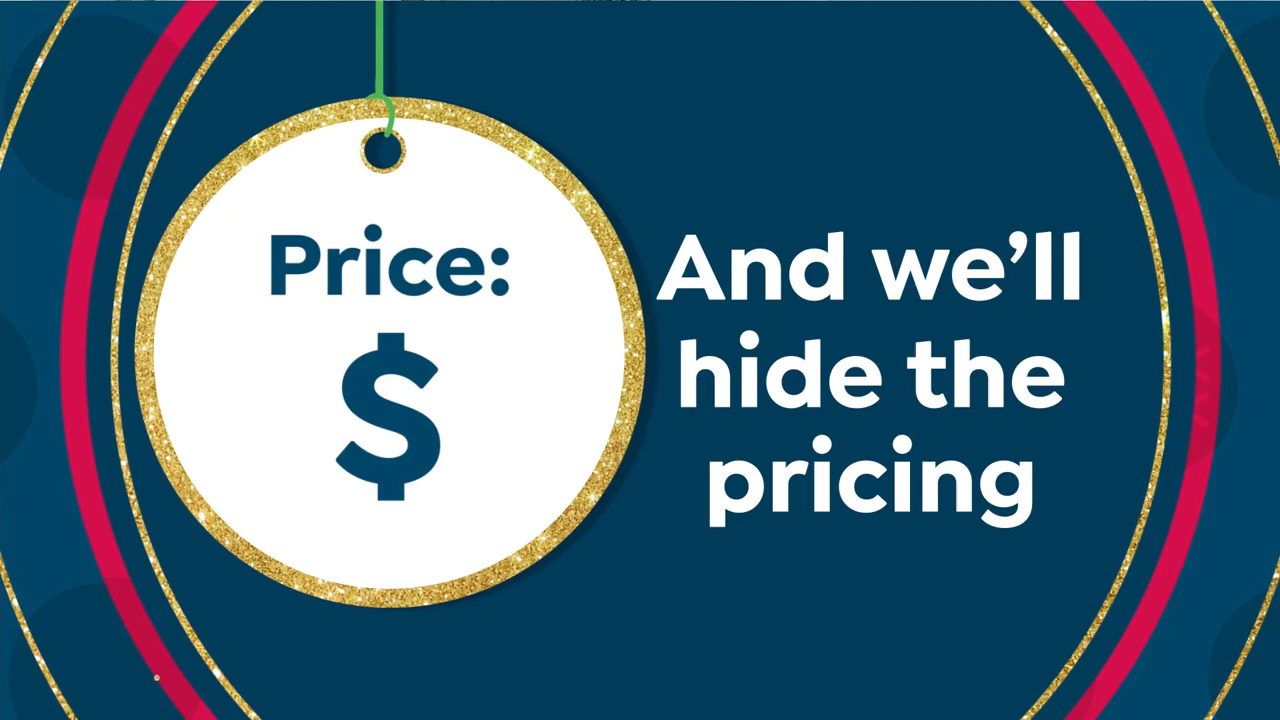 Price:
$
And we’ll
hide the
pricing